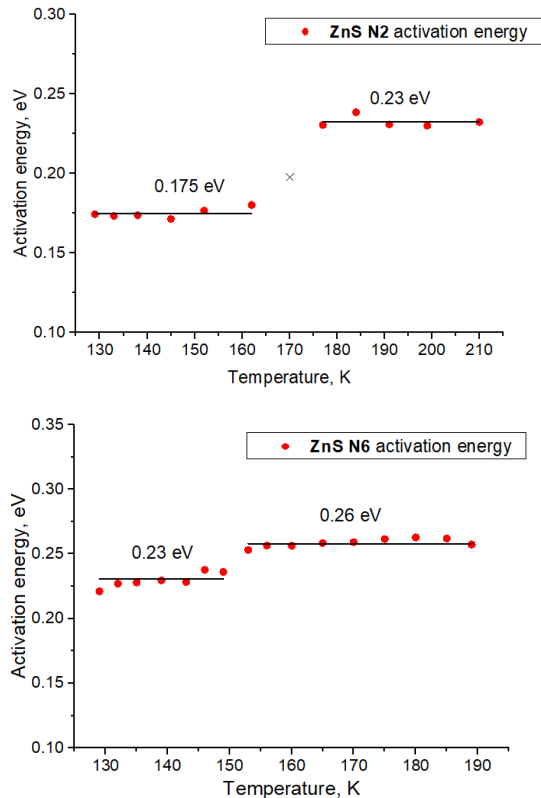 ZnS N2 activation energy
0.30
0.25
0.20
0.15
0.10
Activation energy, eV
0.175 eV
0.23 eV
130 140 150 160 170 180 190 200 210
Temperature, K
ZnS N6 activation energy
0.35
0.30
0.25
0.20
0.15
0.10
Activation energy, eV
0.23 eV
0.26 eV
130 140 150 160 170 180 190
Temperature, K